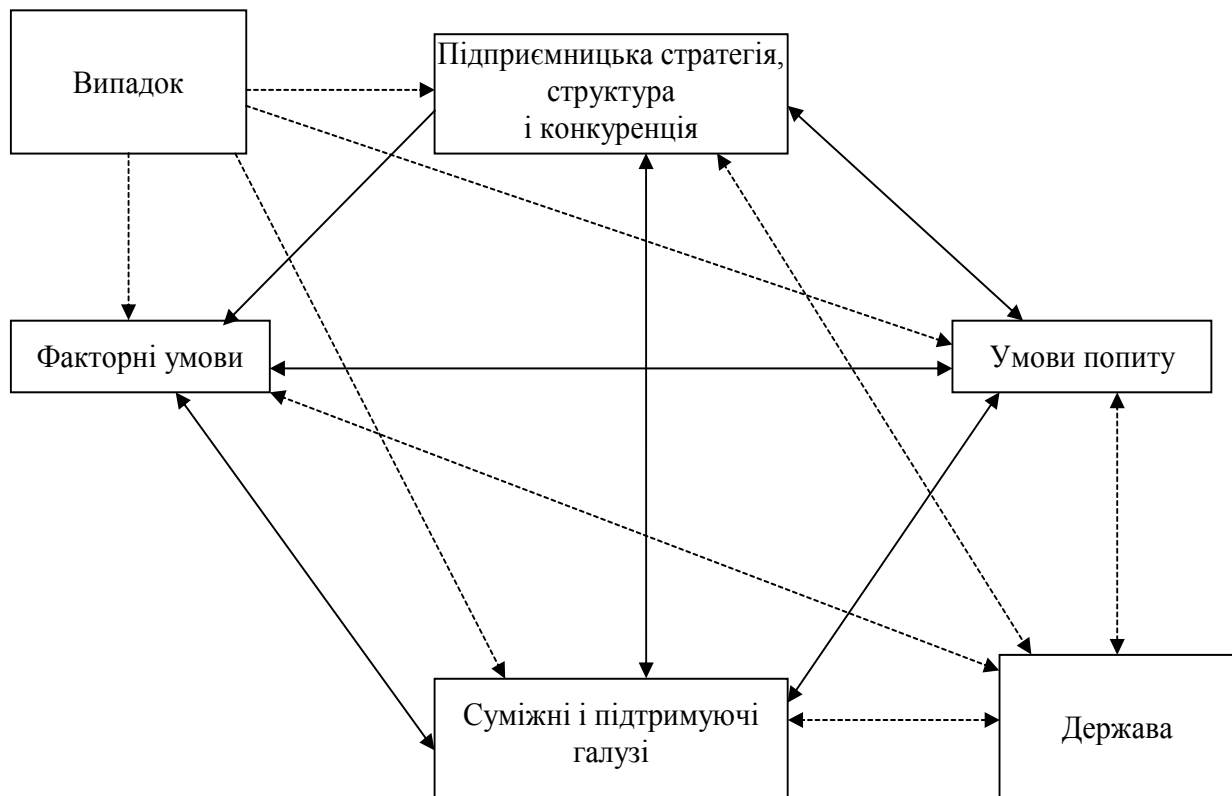 Випадок
Підприємницька стратегія,
структура
і конкуренція
Факторні умови
Умови попиту
Суміжні і підтримуючі
галузі
Держава